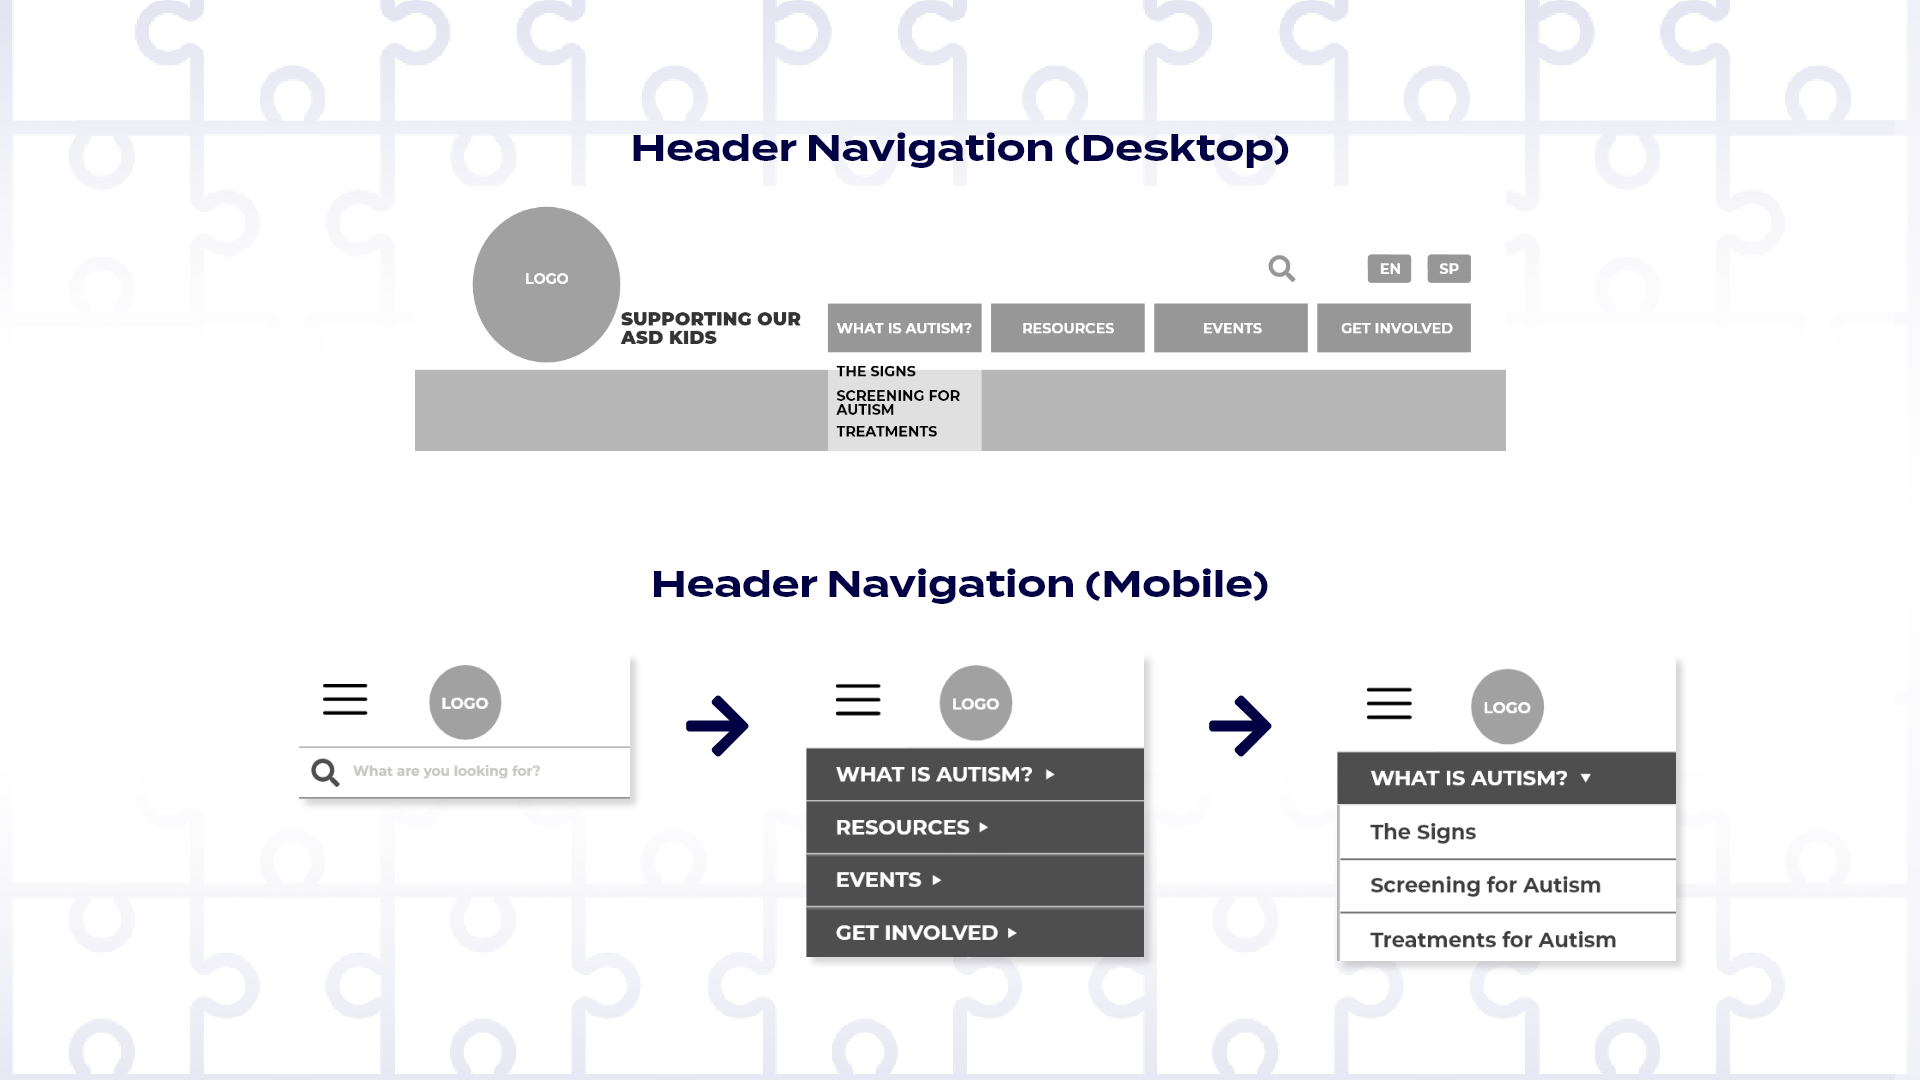 Header Navigation (Desktop)
LOGO
SUPPORTING OUR
ASD KIDS
EN
SP
WHAT IS AUTISM?
RESOURCES
EVENTS
GET INVOLVED
THE SIGNS
SCREENING FOR
AUTISM
TREATMENTS
Header Navigation (Mobile)
LOGO
What are you looking for?
LOGO
WHAT IS AUTISM?
RESOURCES
EVENTS
GET INVOLVED
LOGO
WHAT IS AUTISM?
The Signs
Screening for Autism
Treatments for Autism